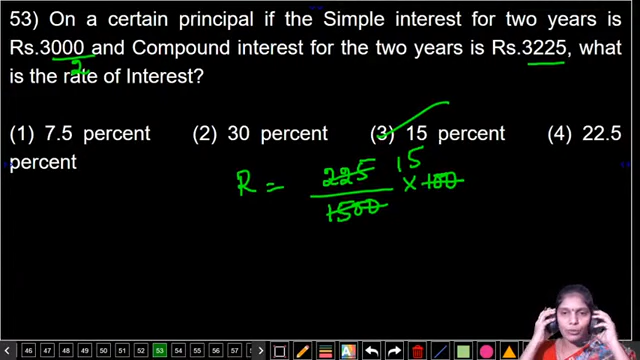 53) On a certain principal if the Simple interest for two years is
Rs.3000 and Compound interest for the two years is Rs.3225, what
2
is the rate of Interest?
(1) 7.5 percent (2) 30 percent (3) 15 percent (4) 22.5
percent
R = 225 / 1500 × 100 15
46 47 48 49 50 51 52 53 54 55 56 57 58 59 60